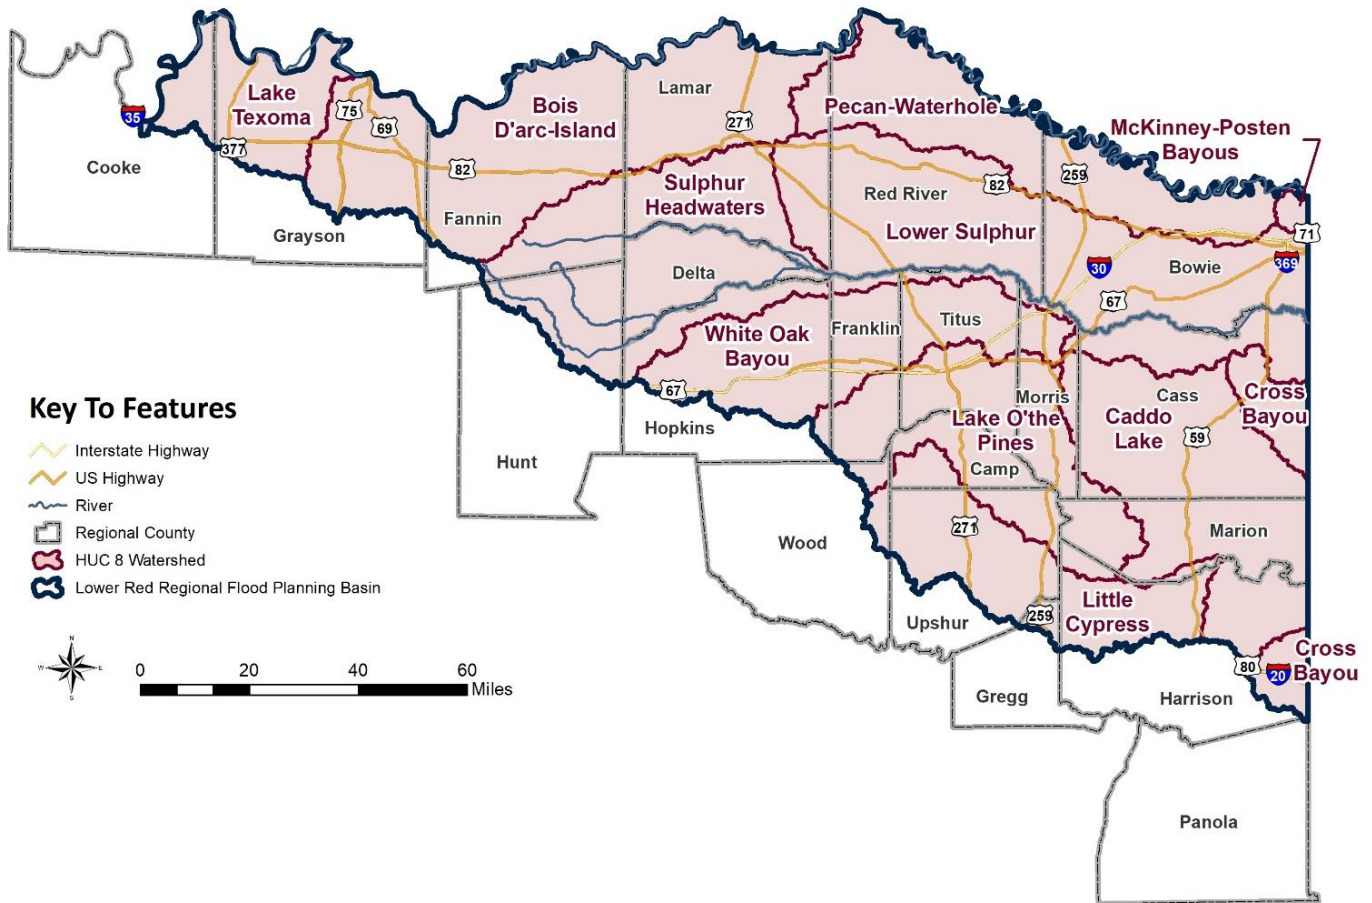 Lamar
Lake
Texoma
Bois
D'arc-Island
Pecan-Waterhole
McKinney-Posten
Bayous
35
75
69
271
377
82
Cooke
Sulphur
Headwaters
259
82
Red River
Fannin
Grayson
Lower Sulphur
71
30
Bowie
369
Delta
67
White Oak
Bayou
Franklin
Titus
67
Hopkins
Morris
Cass
Cross
Bayou
Lake O'the
Pines
Caddo
Lake
59
Camp
Hunt
Key To Features
Interstate Highway
US Highway
River
Regional County
HUC 8 Watershed
Lower Red Regional Flood Planning Basin
Wood
271
Marion
Little
Cypress
259
Upshur
Cross
Bayou
80
20
Gregg
Harrison
N
W
E
S
0
20
40
60
Miles
Panola